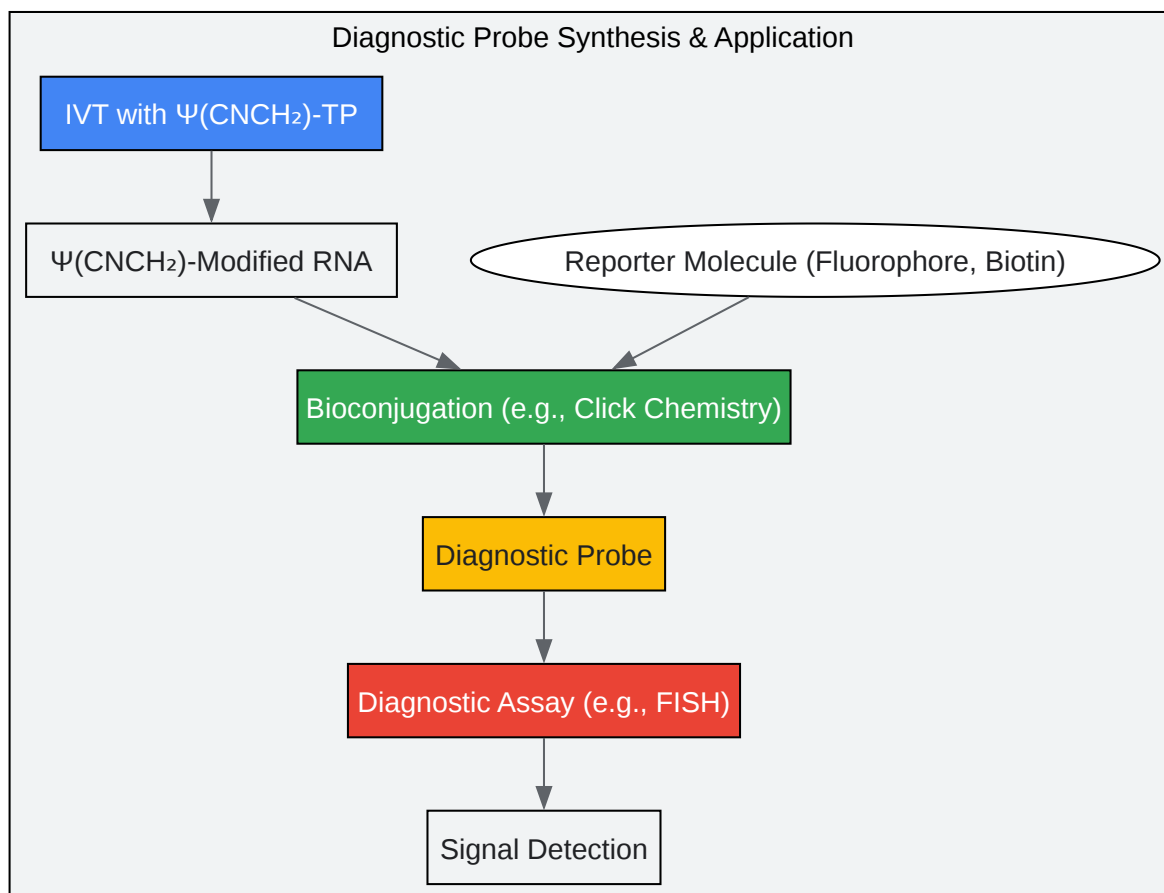 Diagnostic Probe Synthesis & Application
IVT with Ψ(CNCH₂)-TP
Ψ(CNCH₂)-Modified RNA
Reporter Molecule (Fluorophore, Biotin)
Bioconjugation (e.g., Click Chemistry)
Diagnostic Probe
Diagnostic Assay (e.g., FISH)
Signal Detection